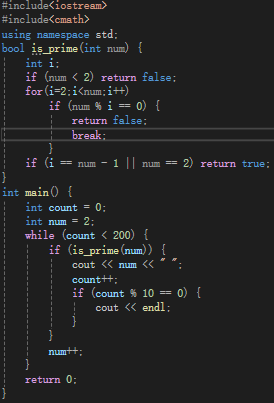 #include<iostream>
#include<cmath>
using namespace std;
bool is_prime(int num) {
int i;
if (num < 2) return false;
for(i=2;i<num;i++)
if (num % i == 0) {
return false;
break;
}
if (i == num - 1 || num == 2) return true;
}
int main() {
int count = 0;
int num = 2;
while (count < 200) {
if (is_prime(num)) {
cout << num << " ";
count++;
if (count % 10 == 0) {
cout << endl;
}
}
num++;
}
return 0;
}